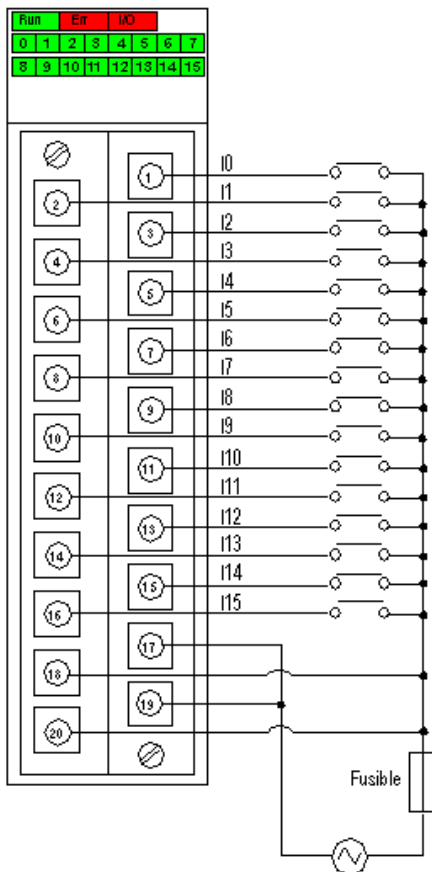 Run Err I/O
0 1 2 3 4 5 6 7
8 9 10 11 12 13 14 15
1 I0
2 I1
3 I2
4 I3
5 I4
6 I5
7 I6
8 I7
9 I8
10 I9
11 I10
12 I11
13 I12
14 I13
15 I14
16 I15
17
18
19
20
Fusible